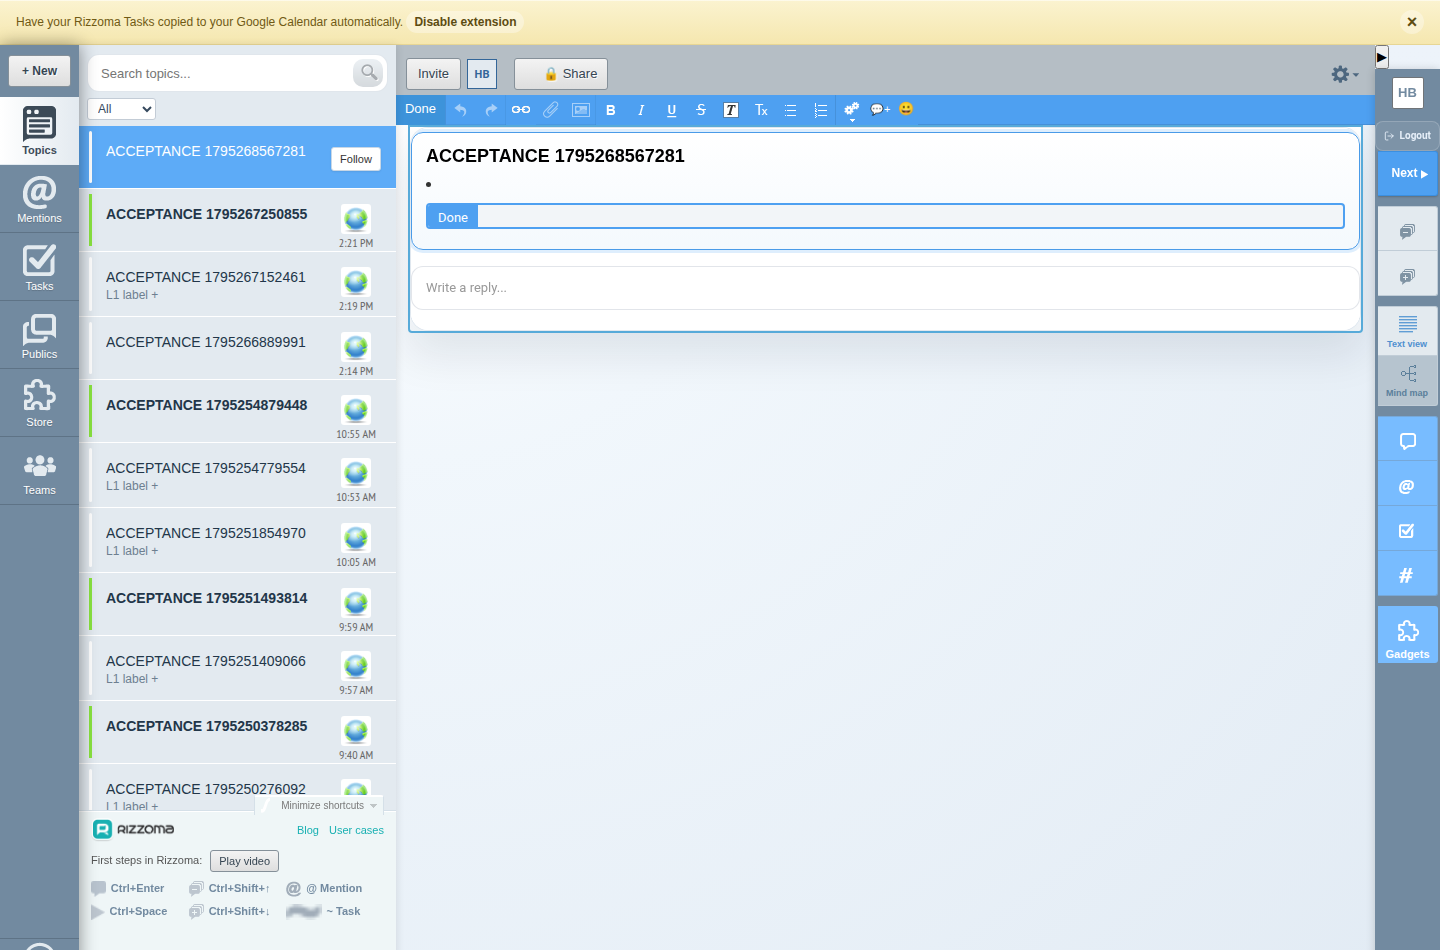 Have your Rizzoma Tasks copied to your Google Calendar automatically. Disable extension ×
+ New
Topics
Mentions
Tasks
Publics
Store
Teams
Search topics...
All
ACCEPTANCE 1795268567281
Follow
ACCEPTANCE 1795267250855
2:21 PM
ACCEPTANCE 1795267152461
L1 label +
2:19 PM
ACCEPTANCE 1795266889991
2:14 PM
ACCEPTANCE 1795254879448
10:55 AM
ACCEPTANCE 1795254779554
L1 label +
10:53 AM
ACCEPTANCE 1795251854970
L1 label +
10:05 AM
ACCEPTANCE 1795251493814
9:59 AM
ACCEPTANCE 1795251409066
L1 label +
9:57 AM
ACCEPTANCE 1795250378285
9:40 AM
ACCEPTANCE 1795250276092
L1 label +
Minimize shortcuts
RIZZOMA
Blog User cases
First steps in Rizzoma: Play video
Ctrl+Enter Ctrl+Shift+↑ @ Mention
Ctrl+Space Ctrl+Shift+↓ ~ Task
Invite HB 🔒 Share
Done B I U S T Tx
ACCEPTANCE 1795268567281
•
Done
Write a reply...
HB
Logout
Next ▶
Text view
Mind map
@
#
Gadgets